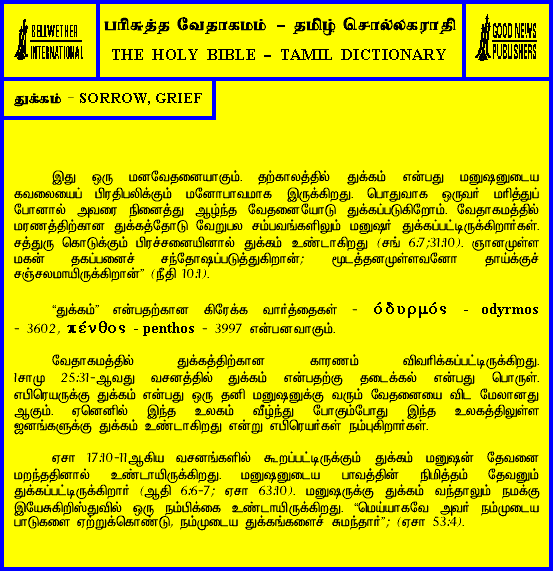 BELLWETHER
INTERNATIONAL
பரிசுத்த வேதாகமம் – தமிழ் சொல்லகராதி
THE HOLY BIBLE – TAMIL DICTIONARY
GOOD NEWS
PUBLISHERS
துக்கம் – SORROW, GRIEF
இது ஒரு மனவேதனையாகும். தற்காலத்தில் துக்கம் என்பது மனுஷனுடைய
கவலையைப் பிரதிபலிக்கும் மனோபாவமாக இருக்கிறது. பொதுவாக ஒருவர் மரித்துப்
போனால் அவரை நினைத்து ஆழ்ந்த வேதனையோடு துக்கப்படுகிறோம். வேதாகமத்தில்
மரணத்திற்கான துக்கத்தோடு வேறுபல சம்பவங்களிலும் மனுஷர் துக்கப்பட்டிருக்கிறார்கள்.
சத்துரு கொடுக்கும் பிரச்சனையினால் துக்கம் உண்டாகிறது (சங் 6:7;31:10). ஞானமுள்ள
மகன் தகப்பனைச் சந்தோஷப்படுத்துகிறான்; மூடத்தனமுள்ளவனோ தாய்க்குச்
சஞ்சலமாயிருக்கிறான்” (நீதி 10:1).
“துக்கம்” என்பதற்கான கிரேக்க வார்த்தைகள் - όδυρμός - odyrmos
- 3602, πένθος - penthos - 3997 என்பனவாகும்.
வேதாகமத்தில் துக்கத்திற்கான காரணம் விவரிக்கப்பட்டிருக்கிறது.
1சாமு 25:31-ஆவது வசனத்தில் துக்கம் என்பதற்கு தடைக்கல் என்பது பொருள்.
எபிரெயருக்கு துக்கம் என்பது ஒரு தனி மனுஷனுக்கு வரும் வேதனையை விட மேலானது
ஆகும். ஏனெனில் இந்த உலகம் வீழ்ந்து போகும்போது இந்த உலகத்திலுள்ள
ஜனங்களுக்கு துக்கம் உண்டாகிறது என்று எபிரெயர்கள் நம்புகிறார்கள்.
ஏசா 17:10-11ஆகிய வசனங்களில் கூறப்பட்டிருக்கும் துக்கம் மனுஷன் தேவனை
மறந்ததினால் உண்டாயிருக்கிறது. மனுஷனுடைய பாவத்தின் நிமித்தம் தேவனும்
துக்கப்பட்டிருக்கிறார் (ஆதி 6:6-7; ஏசா 63:10). மனுஷருக்கு துக்கம் வந்தாலும் நமக்கு
இயேசுகிறிஸ்துவில் ஒரு நம்பிக்கை உண்டாயிருக்கிறது. “மெய்யாகவே அவர் நம்முடைய
பாடுகளை ஏற்றுக்கொண்டு, நம்முடைய துக்கங்களைச் சுமந்தார்”; (ஏசா 53:4).